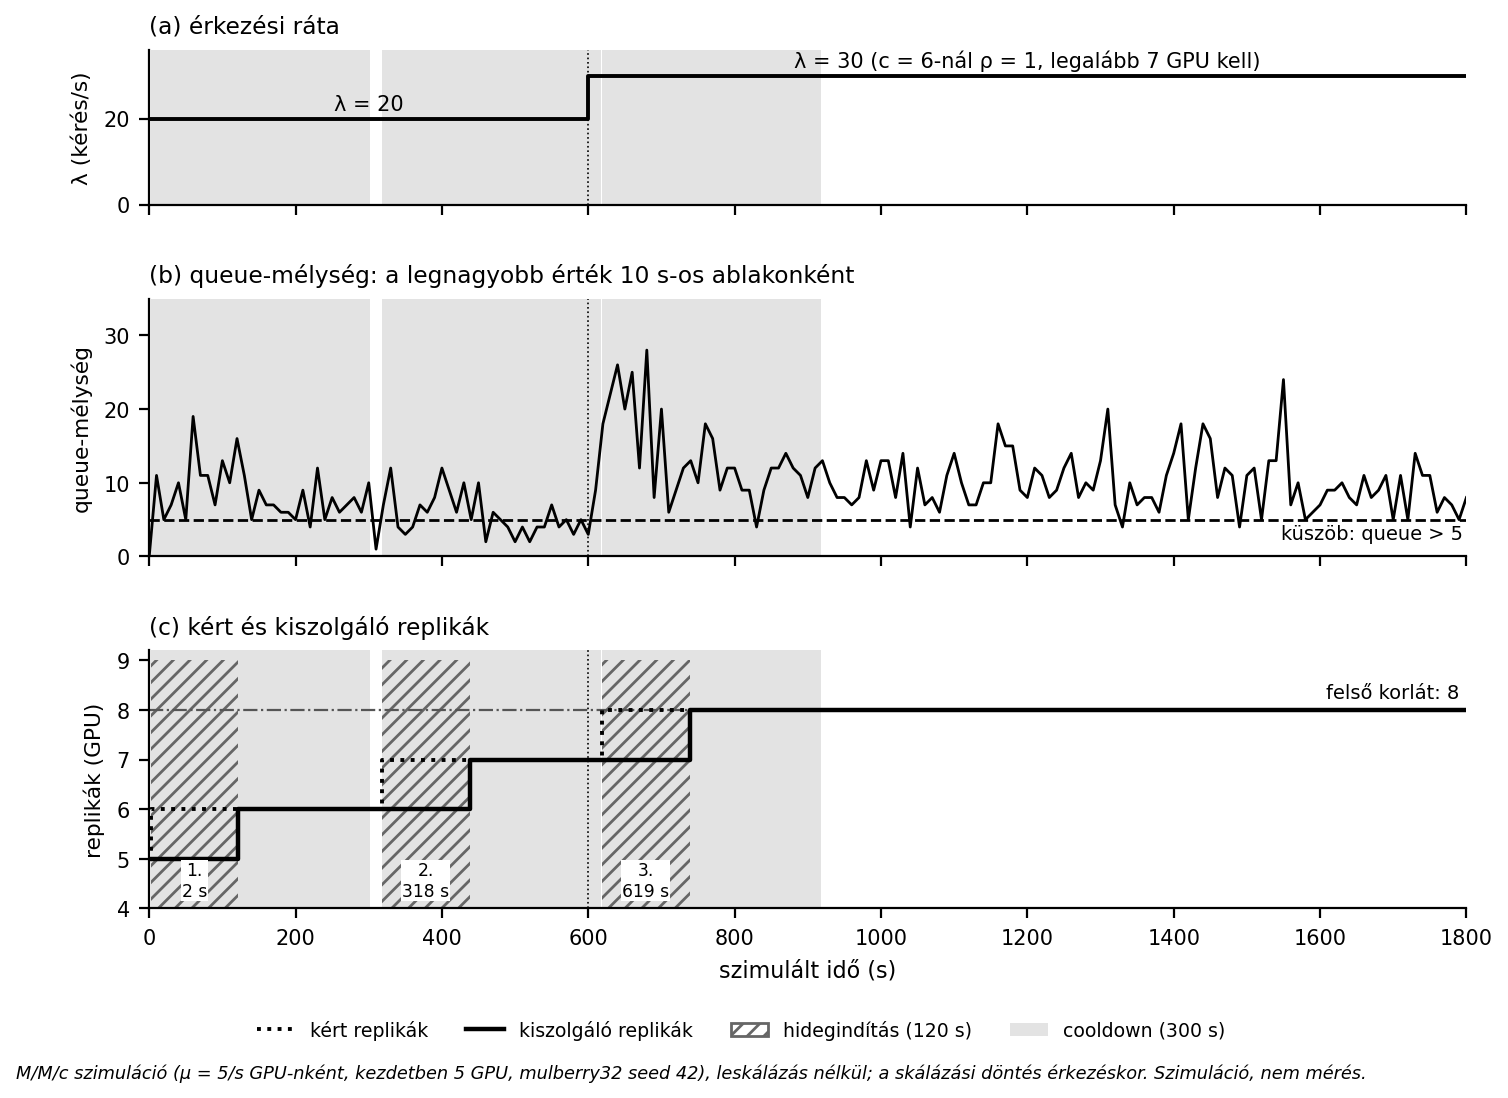 (a) érkezési ráta
λ (kérés/s)
20
0
λ = 20
λ = 30 (c = 6-nál ρ = 1, legalább 7 GPU kell)
(b) queue-mélység: a legnagyobb érték 10 s-os ablakonként
queue-mélység
30
20
10
0
küszöb: queue > 5
(c) kért és kiszolgáló replikák
replikák (GPU)
9
8
7
6
5
4
felső korlát: 8
1.
2 s
2.
318 s
3.
619 s
0 200 400 600 800 1000 1200 1400 1600 1800
szimulált idő (s)
kért replikák kiszolgáló replikák hidegindítás (120 s) cooldown (300 s)
M/M/c szimuláció (μ = 5/s GPU-nként, kezdetben 5 GPU, mulberry32 seed 42), leskálázás nélkül; a skálázási döntés érkezéskor. Szimuláció, nem mérés.